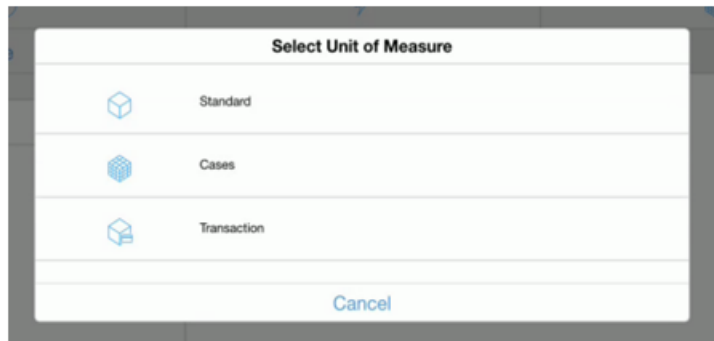 Select Unit of Measure
Standard
Cases
Transaction
Cancel